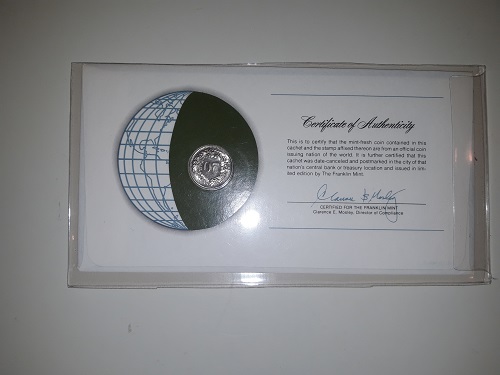 Certificate of Authenticity
This is to certify that the mint-fresh coin contained in this
cachet and the stamp affixed thereon are from an official coin
issuing nation of the world. It is further certified that this
cachet was date-canceled and postmarked in the city of that
nation's central bank or treasury location and issued in lim-
ited edition by The Franklin Mint.
CERTIFIED FOR THE FRANKLIN MINT
Clarence E. Morley, Director of Compliance